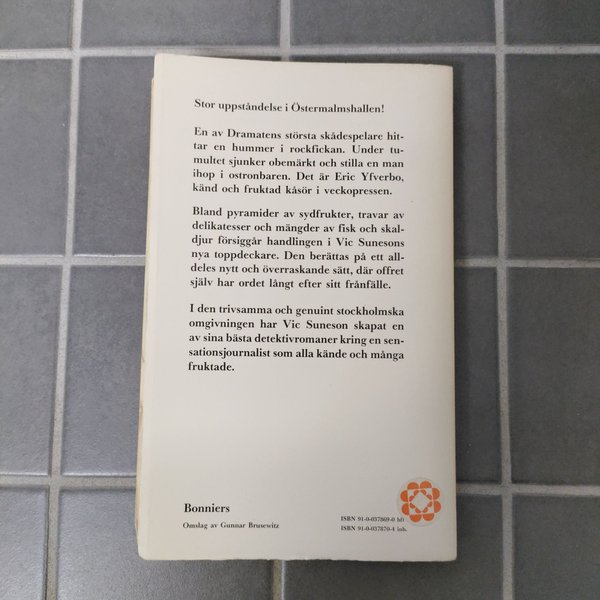 Stor uppståndelse i Östermalmshallen!
En av Dramatens största skådespelare hit-
tar en hummer i rockfickan. Under tu-
multet sjunker obemärkt och stilla en man
ihop i ostronbaren. Det är Eric Yfverbo,
känd och fruktad kåsör i veckopressen.
Bland pyramider av sydfrukter, travar av
delikatesser och mängder av fisk och skal-
djur försiggår handlingen i Vic Sunesons
nya toppdeckare. Den berättas på ett all-
deles nytt och överraskande sätt, där offret
själv har ordet långt efter sitt frånfälle.
I den trivsamma och genuint stockholmska
omgivningen har Vic Suneson skapat en
av sina bästa detektivromaner kring en sen-
sationsjournalist som alla kände och många
fruktade.
Bonniers
Omslag av Gunnar Brusewitz
ISBN 91-0-037869-0 hft
ISBN 91-0-037870-4 inb.